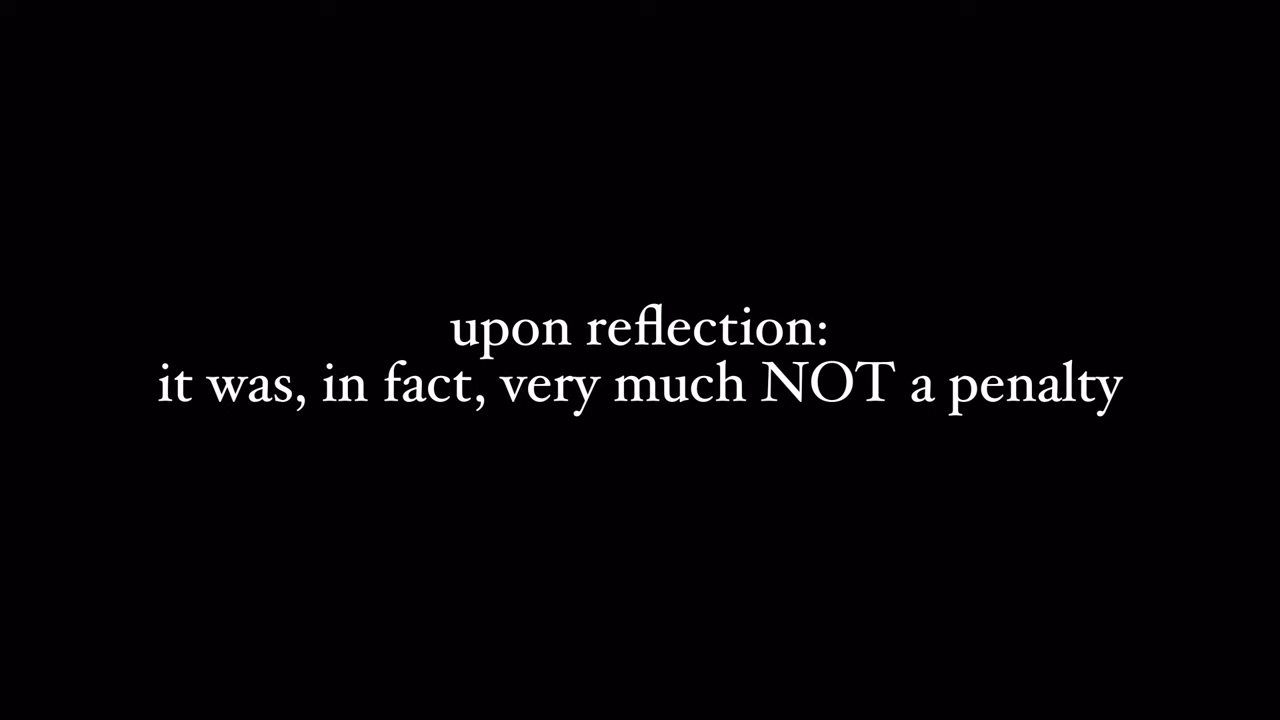 upon reflection:
it was, in fact, very much NOT a penalty